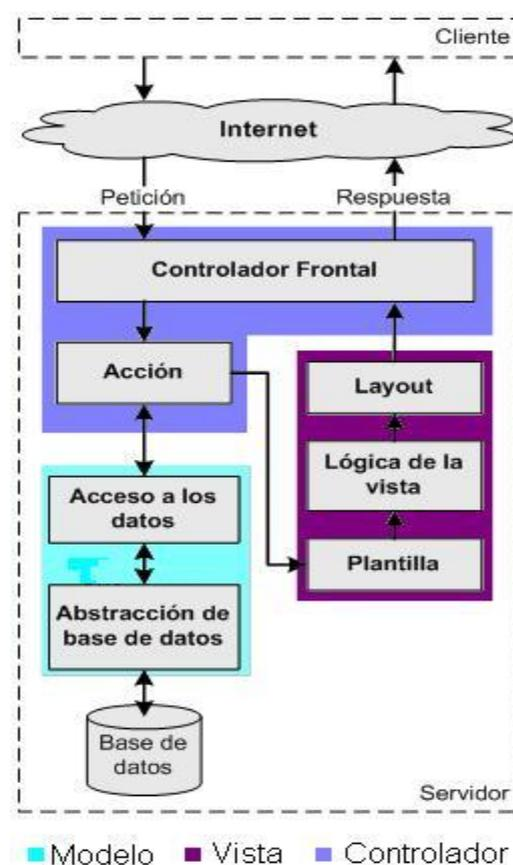 Cliente
Internet
Petición
Respuesta
Controlador Frontal
Acción
Layout
Lógica de la
vista
Plantilla
Acceso a los
datos
Abstracción de
base de datos
Base de
datos
Servidor
Modelo
Vista
Controlador